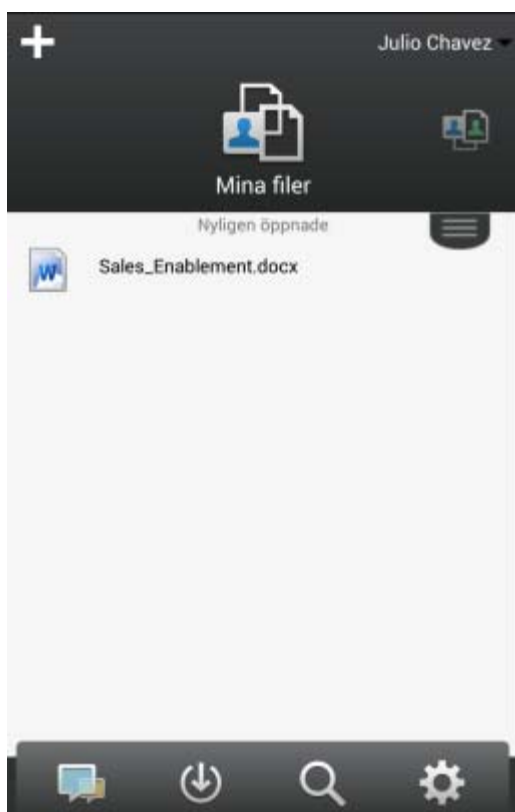 Julio Chavez
Mina filer
Nyligen öppnade
W
Sales_Enablement.docx